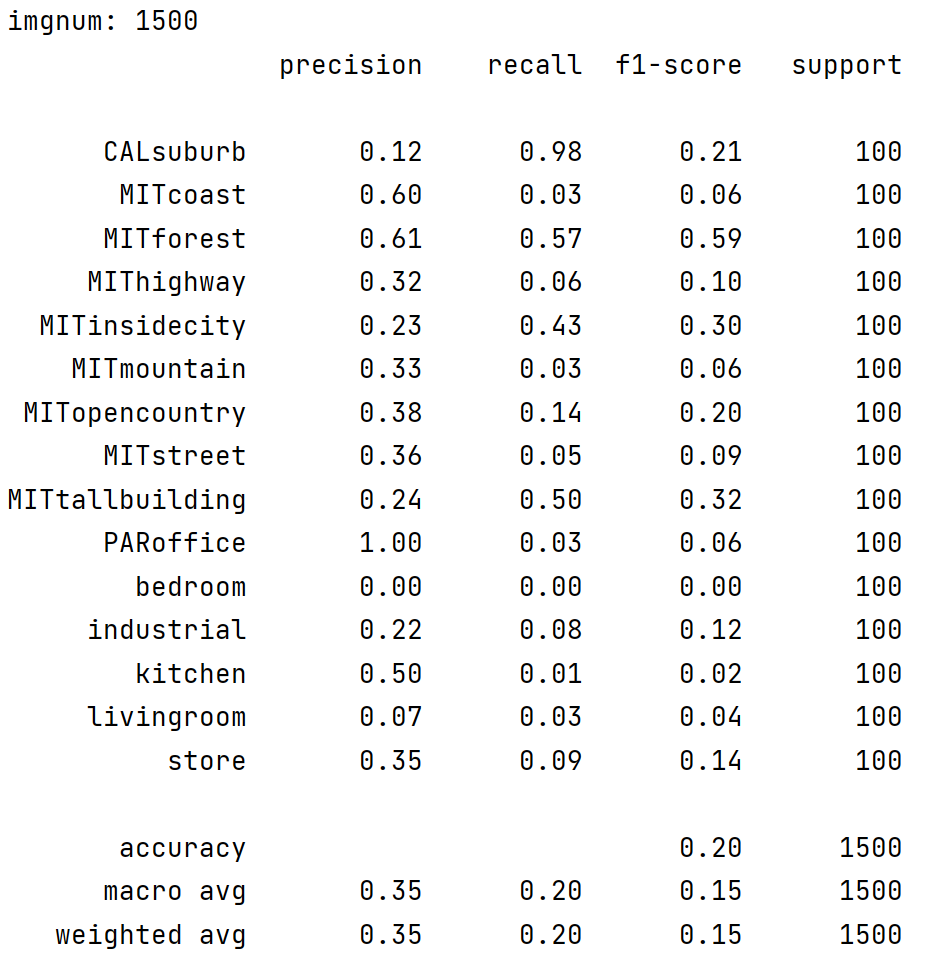 imgnum: 1500
precision recall f1-score support
CALsuburb 0.12 0.98 0.21 100
MITcoast 0.60 0.03 0.06 100
MITforest 0.61 0.57 0.59 100
MIThighway 0.32 0.06 0.10 100
MITinsidecity 0.23 0.43 0.30 100
MITmountain 0.33 0.03 0.06 100
MITopencountry 0.38 0.14 0.20 100
MITstreet 0.36 0.05 0.09 100
MITtallbuilding 0.24 0.50 0.32 100
PARoffice 1.00 0.03 0.06 100
bedroom 0.00 0.00 0.00 100
industrial 0.22 0.08 0.12 100
kitchen 0.50 0.01 0.02 100
livingroom 0.07 0.03 0.04 100
store 0.35 0.09 0.14 100
accuracy 0.20 1500
macro avg 0.35 0.20 0.15 1500
weighted avg 0.35 0.20 0.15 1500